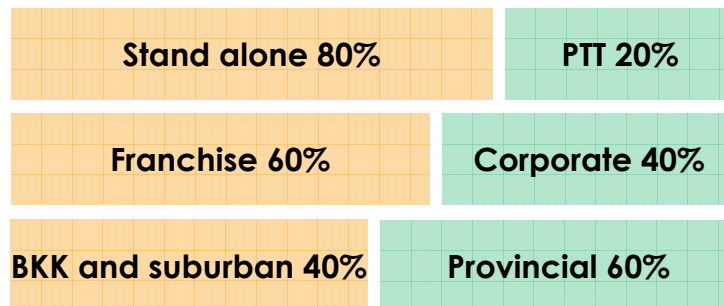 Stand alone 80% PTT 20%
Franchise 60% Corporate 40%
BKK and suburban 40% Provincial 60%